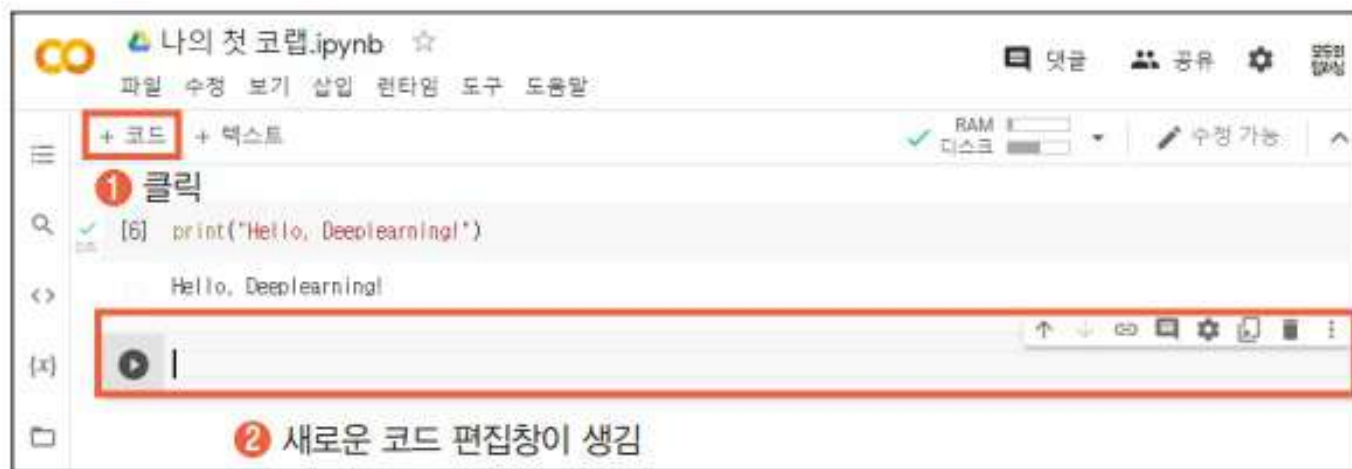 나의 첫 코랩.ipynb
댓글 공유
파일 수정 보기 삽입 런타임 도구 도움말
+ 코드 + 텍스트
RAM
디스크
수정 가능
1 클릭
[6] print("Hello, Deeplearning!")
Hello, Deeplearning!
{x}
2 새로운 코드 편집창이 생김